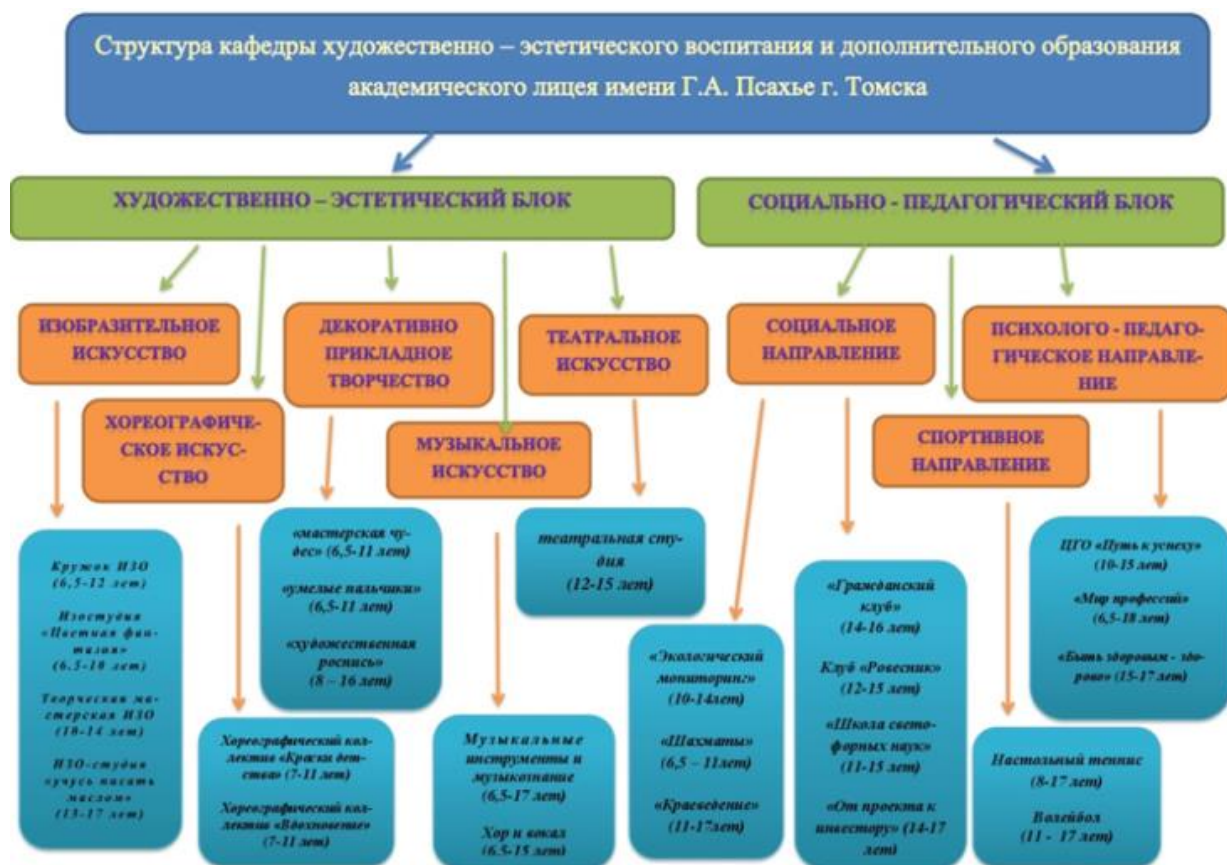 Структура кафедры художественно – эстетического воспитания и дополнительного образования
академического лицея имени Г.А. Псахье г. Томска
ХУДОЖЕСТВЕННО – ЭСТЕТИЧЕСКИЙ БЛОК
СОЦИАЛЬНО - ПЕДАГОГИЧЕСКИЙ БЛОК
ИЗОБРАЗИТЕЛЬНОЕ
ИСКУССТВО
ДЕКОРАТИВНО
ПРИКЛАДНОЕ
ТВОРЧЕСТВО
ТЕАТРАЛЬНОЕ
ИСКУССТВО
СОЦИАЛЬНОЕ
НАПРАВЛЕНИЕ
ПСИХОЛОГО - ПЕДАГО-
ГИЧЕСКОЕ НАПРАВЛЕ-
НИЕ
ХОРЕОГРАФИЧЕ-
СКОЕ ИСКУС-
СТВО
МУЗЫКАЛЬНОЕ
ИСКУССТВО
СПОРТИВНОЕ
НАПРАВЛЕНИЕ
Кружок ИЗО
(6,5-12 лет)
Изостудия
«Цветная фан-
тазия»
(6.5-10 лет)
Творческая ма-
стерская ИЗО
(10-14 лет)
ИЗО-студия
«учусь писать
маслом»
(13-17 лет)
«мастерская чу-
дес» (6,5-11 лет)
«умелые пальчики»
(6,5-11 лет)
«художественная
роспись»
(8 – 16 лет)
Хореографический кол-
лектив «Краски дет-
ства» (7-11 лет)
Хореографический кол-
лектив «Вдохновение»
(7-11 лет)
театральная сту-
дия
(12-15 лет)
Музыкальные
инструменты и
музыкознание
(6,5-17 лет)
Хор и вокал
(6.5-15 лет)
«Экологический
мониторинг»
(10-14лет)
«Шахматы»
(6,5 – 11лет)
«Краеведение»
(11-17лет)
«Гражданский
клуб»
(14-16 лет)
Клуб «Ровесник»
(12-15 лет)
«Школа свето-
форных наук»
(11-15 лет)
«От проекта к
инвестору» (14-17
лет)
Настольный теннис
(8-17 лет)
Волейбол
(11 - 17 лет)
ЦГО «Путь к успеху»
(10-15 лет)
«Мир профессий»
(6,5-18 лет)
«Быть здоровым - здо-
рово» (15-17 лет)